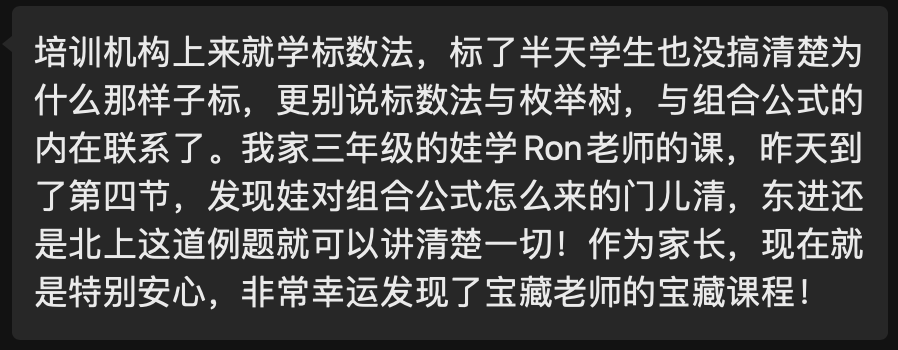 培训机构上来就学标数法，标了半天学生也没搞清楚为
什么那样子标，更别说标数法与枚举树，与组合公式的
内在联系了。我家三年级的娃学Ron老师的课，昨天到
了第四节，发现娃对组合公式怎么来的门儿清，东进还
是北上这道例题就可以讲清楚一切！作为家长，现在就
是特别安心，非常幸运发现了宝藏老师的宝藏课程！